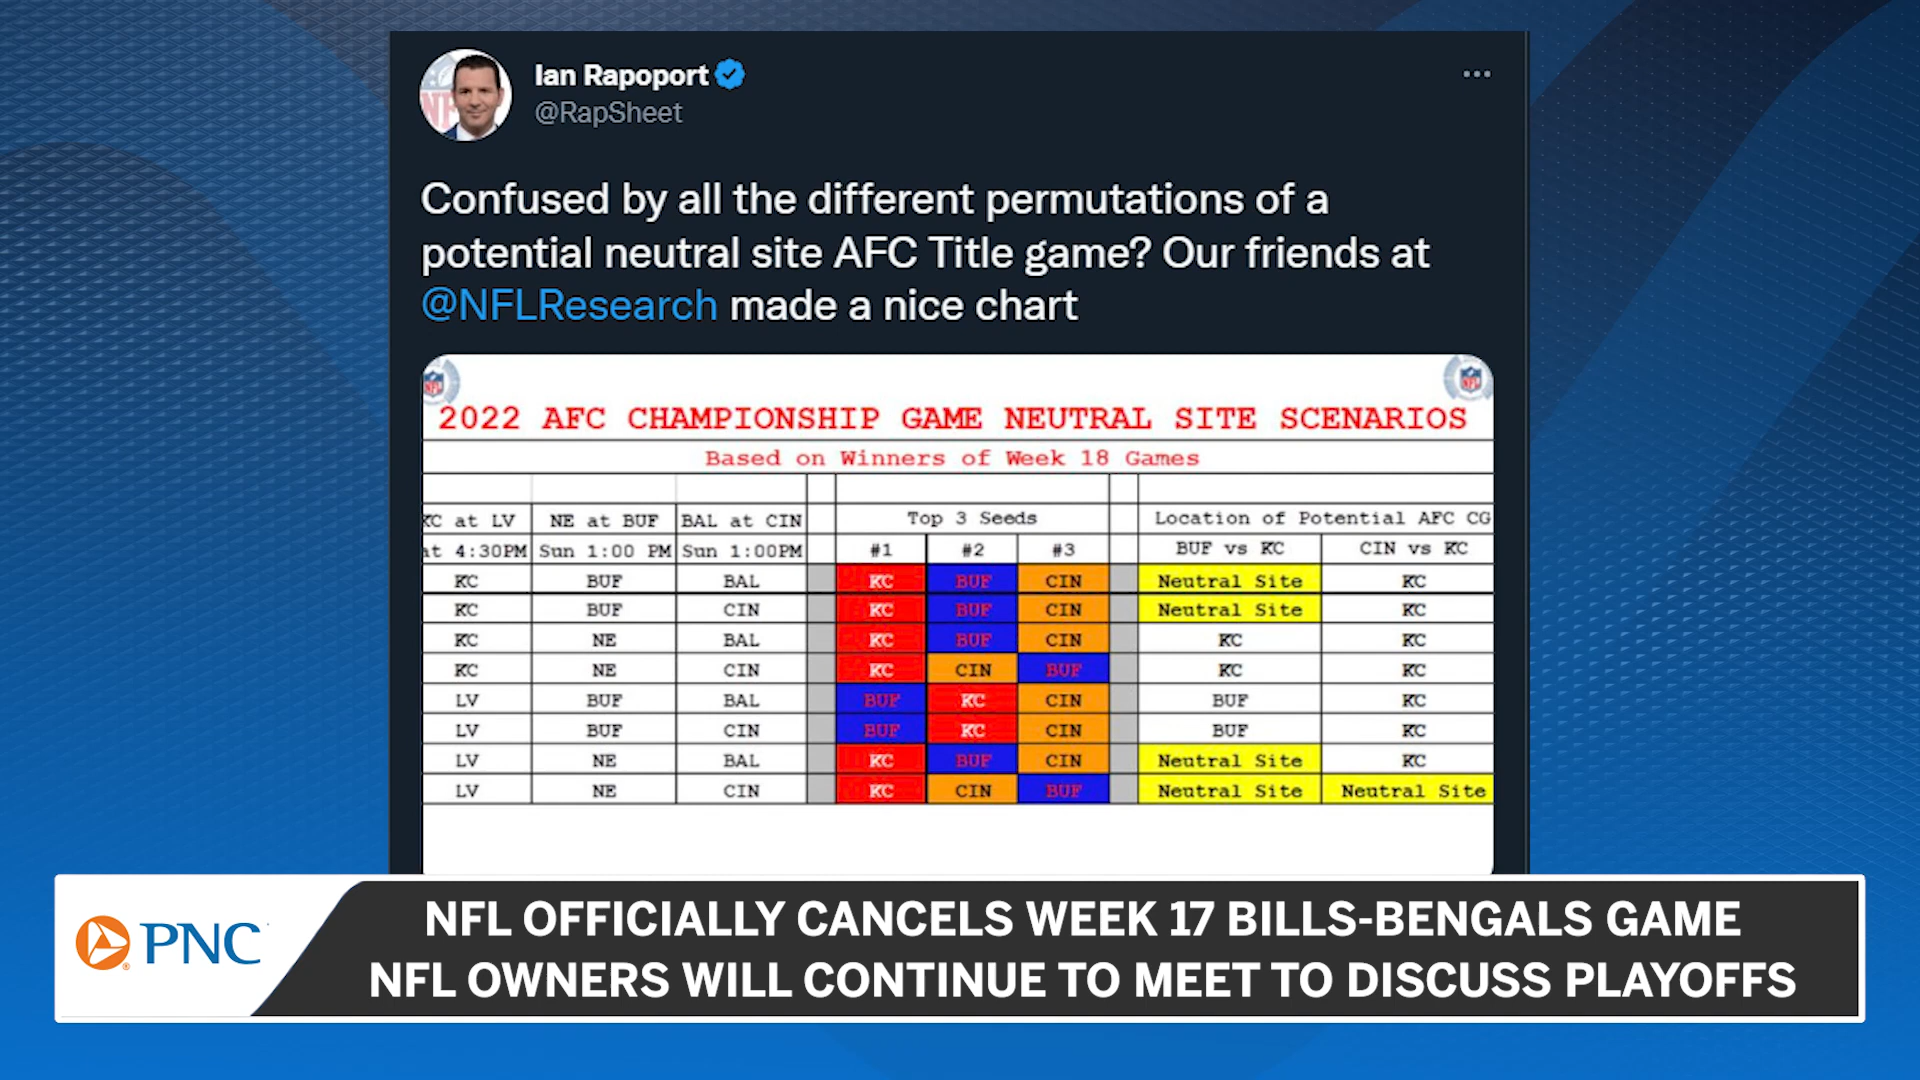 Ian Rapoport
@RapSheet
Confused by all the different permutations of a
potential neutral site AFC Title game? Our friends at
@NFLResearch made a nice chart
NFL
NFL
2022 AFC CHAMPIONSHIP GAME NEUTRAL SITE SCENARIOS
Based on Winners of Week 18 Games
KC at LV NE at BUF BAL at CIN Top 3 Seeds Location of Potential AFC CG
at 4:30PM Sun 1:00 PM Sun 1:00PM #1 #2 #3 BUF vs KC CIN vs KC
KC BUF BAL KC BUF CIN Neutral Site KC
KC BUF CIN KC BUF CIN Neutral Site KC
KC NE BAL KC BUF CIN KC KC
KC NE CIN KC CIN BUF KC KC
LV BUF BAL BUF KC CIN BUF KC
LV BUF CIN BUF KC CIN BUF KC
LV NE BAL KC BUF CIN Neutral Site KC
LV NE CIN KC CIN BUF Neutral Site Neutral Site
PNC
NFL OFFICIALLY CANCELS WEEK 17 BILLS-BENGALS GAME
NFL OWNERS WILL CONTINUE TO MEET TO DISCUSS PLAYOFFS